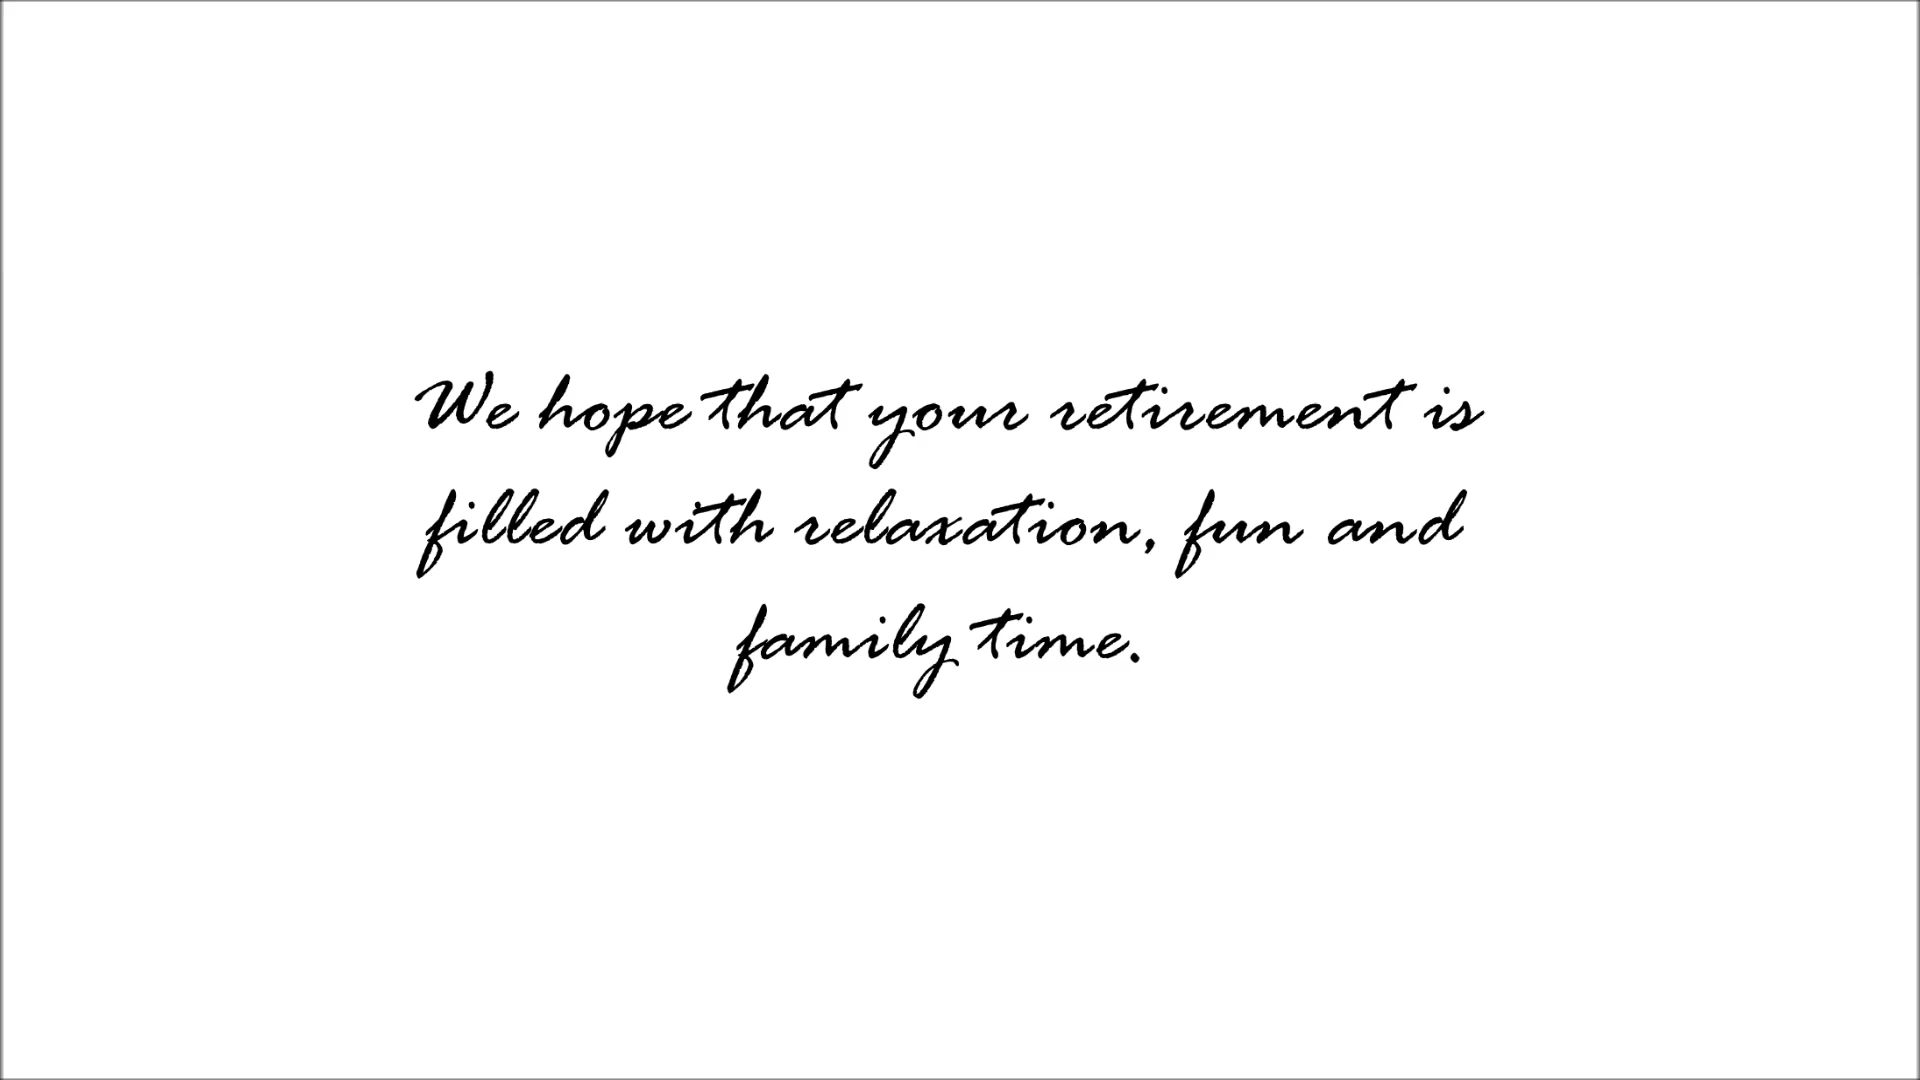 We hope that your retirement is
filled with relaxation, fun and
family time.